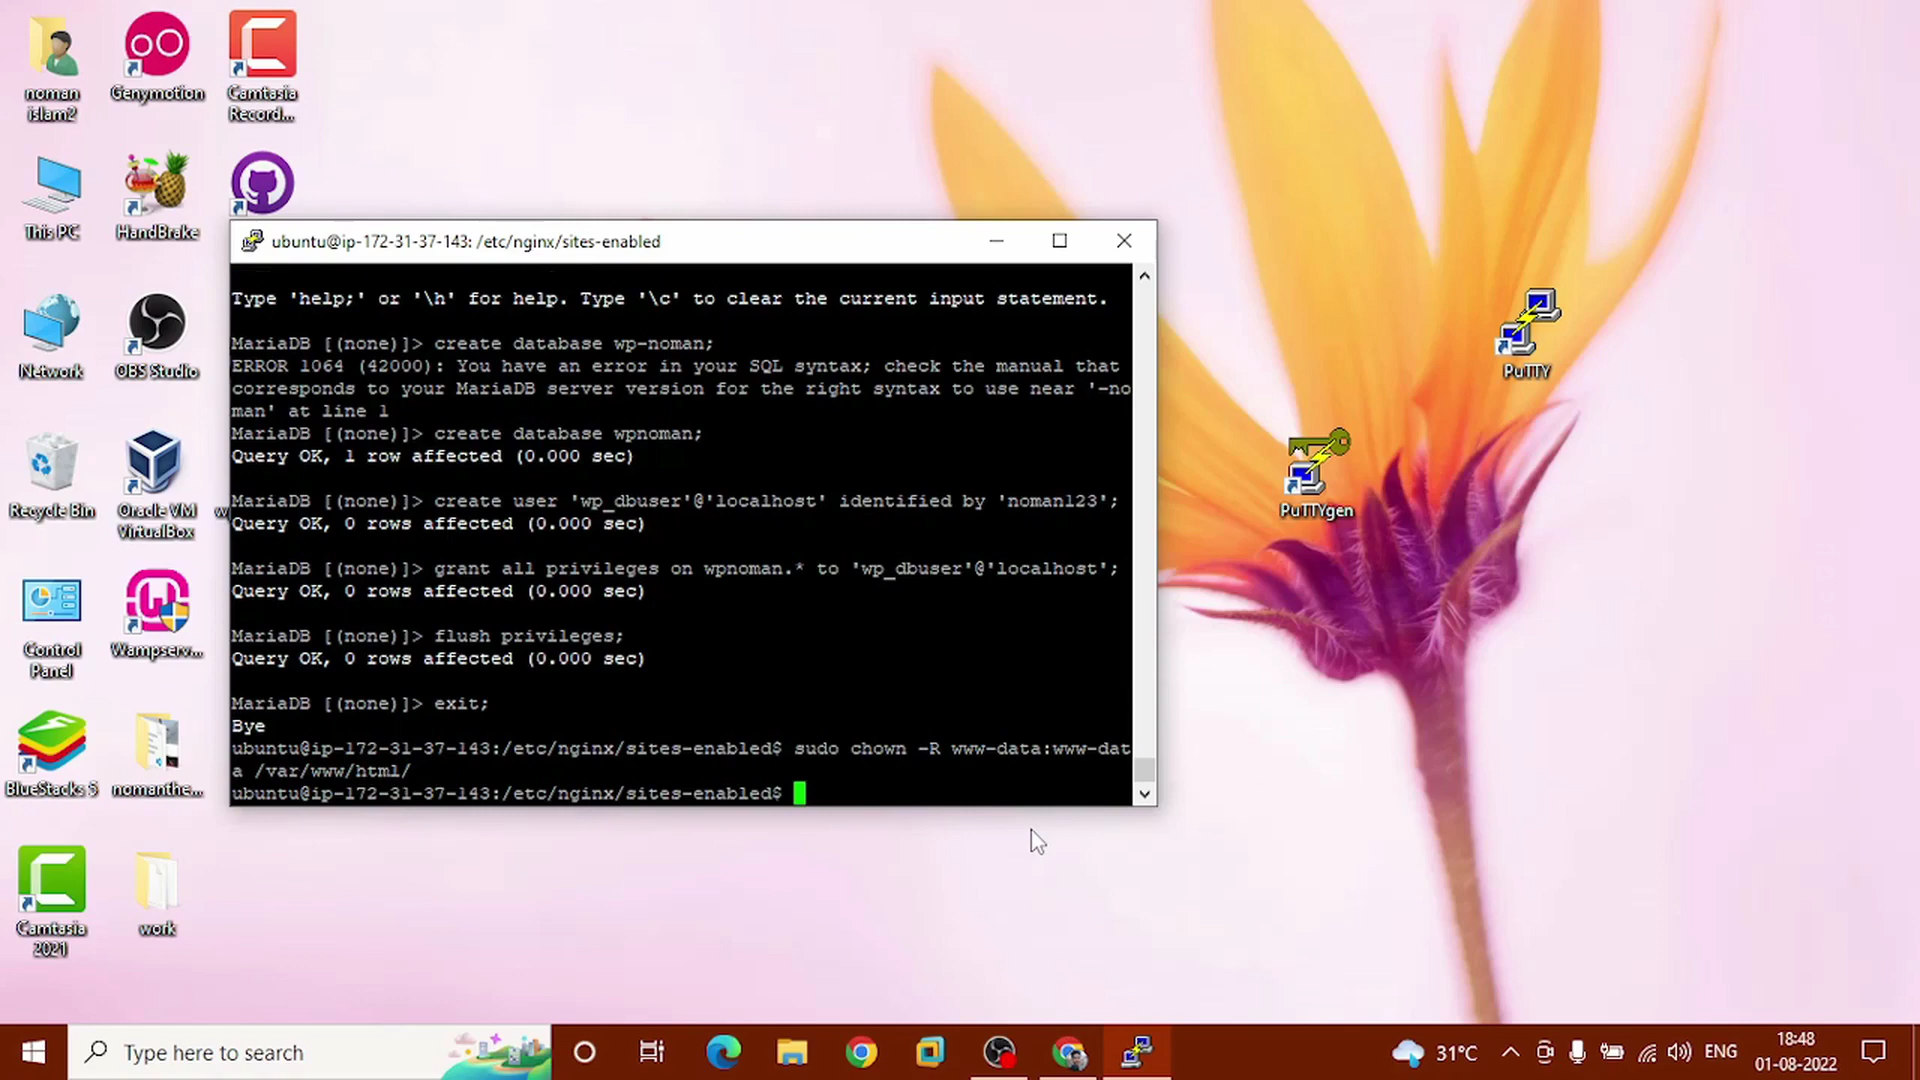 noman
islam2
Genymotion
Camtasia
Record...
This PC
HandBrake
Network
OBS Studio
Recycle Bin
Oracle VM
VirtualBox
w
Control
Panel
Wampserv...
BlueStacks 5
nomanthe...
Camtasia
2021
work
PuTTY
PuTTYgen
ubuntu@ip-172-31-37-143: /etc/nginx/sites-enabled
Type 'help;' or '\h' for help. Type '\c' to clear the current input statement.
MariaDB [(none)]> create database wp-noman;
ERROR 1064 (42000): You have an error in your SQL syntax; check the manual that
corresponds to your MariaDB server version for the right syntax to use near '-no
man' at line 1
MariaDB [(none)]> create database wpnoman;
Query OK, 1 row affected (0.000 sec)
MariaDB [(none)]> create user 'wp_dbuser'@'localhost' identified by 'noman123';
Query OK, 0 rows affected (0.000 sec)
MariaDB [(none)]> grant all privileges on wpnoman.* to 'wp_dbuser'@'localhost';
Query OK, 0 rows affected (0.000 sec)
MariaDB [(none)]> flush privileges;
Query OK, 0 rows affected (0.000 sec)
MariaDB [(none)]> exit;
Bye
ubuntu@ip-172-31-37-143:/etc/nginx/sites-enabled$ sudo chown -R www-data:www-dat
a /var/www/html/
ubuntu@ip-172-31-37-143:/etc/nginx/sites-enabled$
Type here to search
31°C
ENG
18:48
01-08-2022